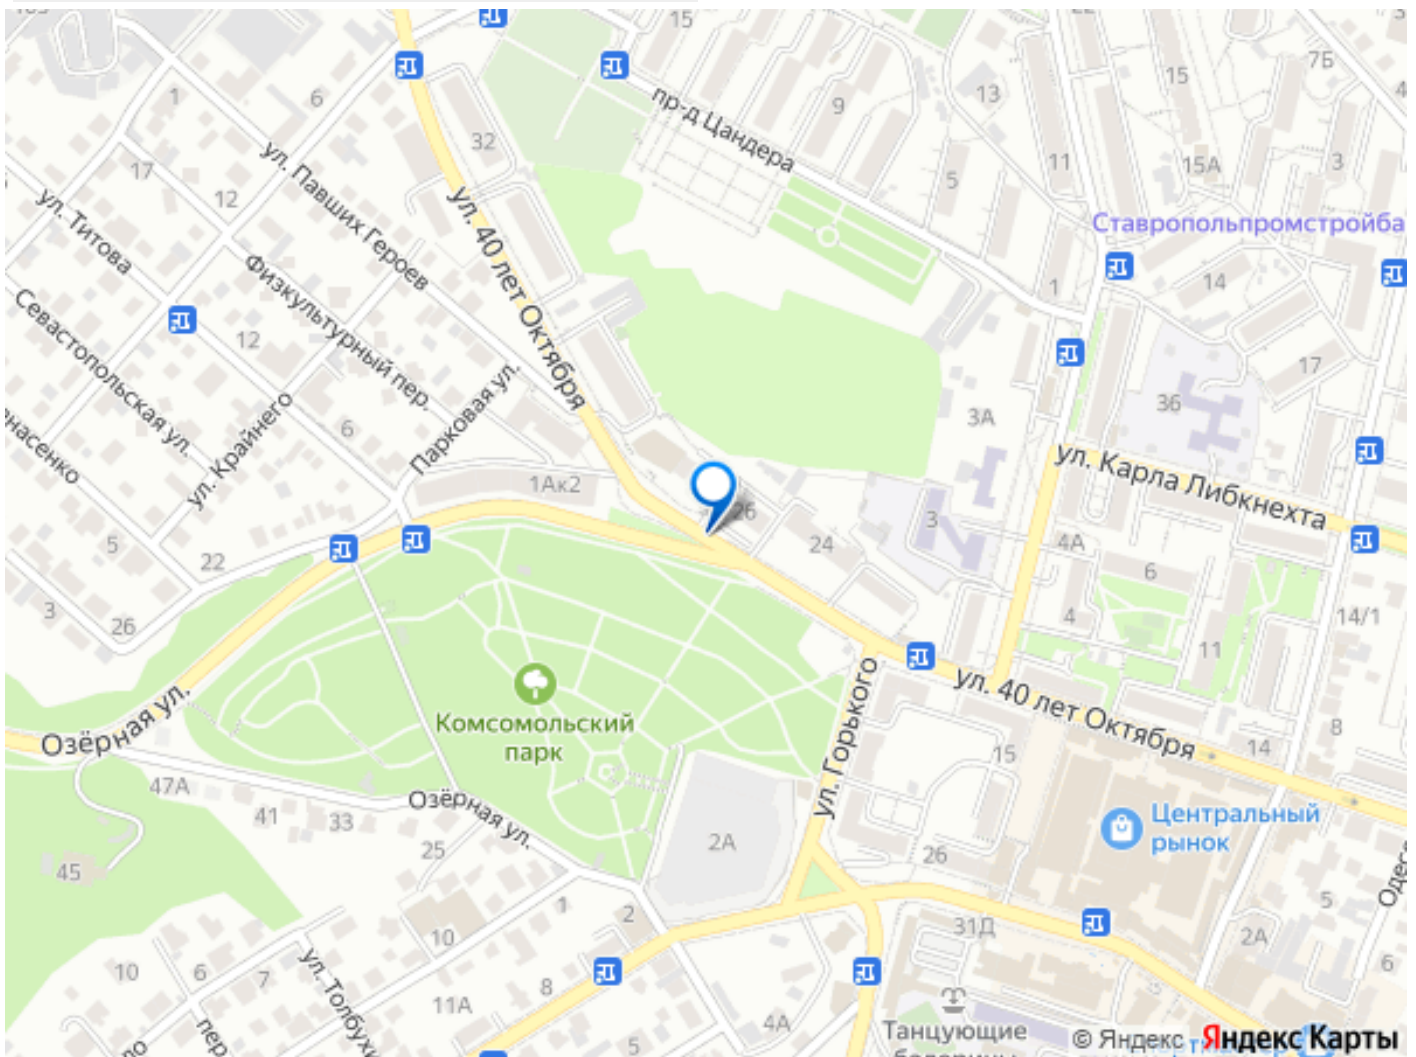 15
1
6
9
13
15
7Б
3
32
пр-д Цандера
5
11
15А
17
ул. Павших Героев
12
ул. 40 лет Октября
ул. Титова
Ставропольпромстройба
Физкультурный пер.
1
14
Севастопольская ул.
12
Парковая ул.
17
ул. Крайнего
6
3А
36
енасенко
ул. Карла Либкнехта
1Ак2
26
3
24
5
22
4А
6
3
26
4
14/1
11
ул. 40 лет Октября
Комсомольский
парк
ул. Горького
Озёрная ул.
14
8
15
47А
Озёрная ул.
Центральный
рынок
41
33
2А
25
26
45
5
1
2
31Д
10
2А
10
6
7
ул. Толбухи
8
11А
6
4А
пер.
5
Танцующие
© Яндекс
Яндекс Карты